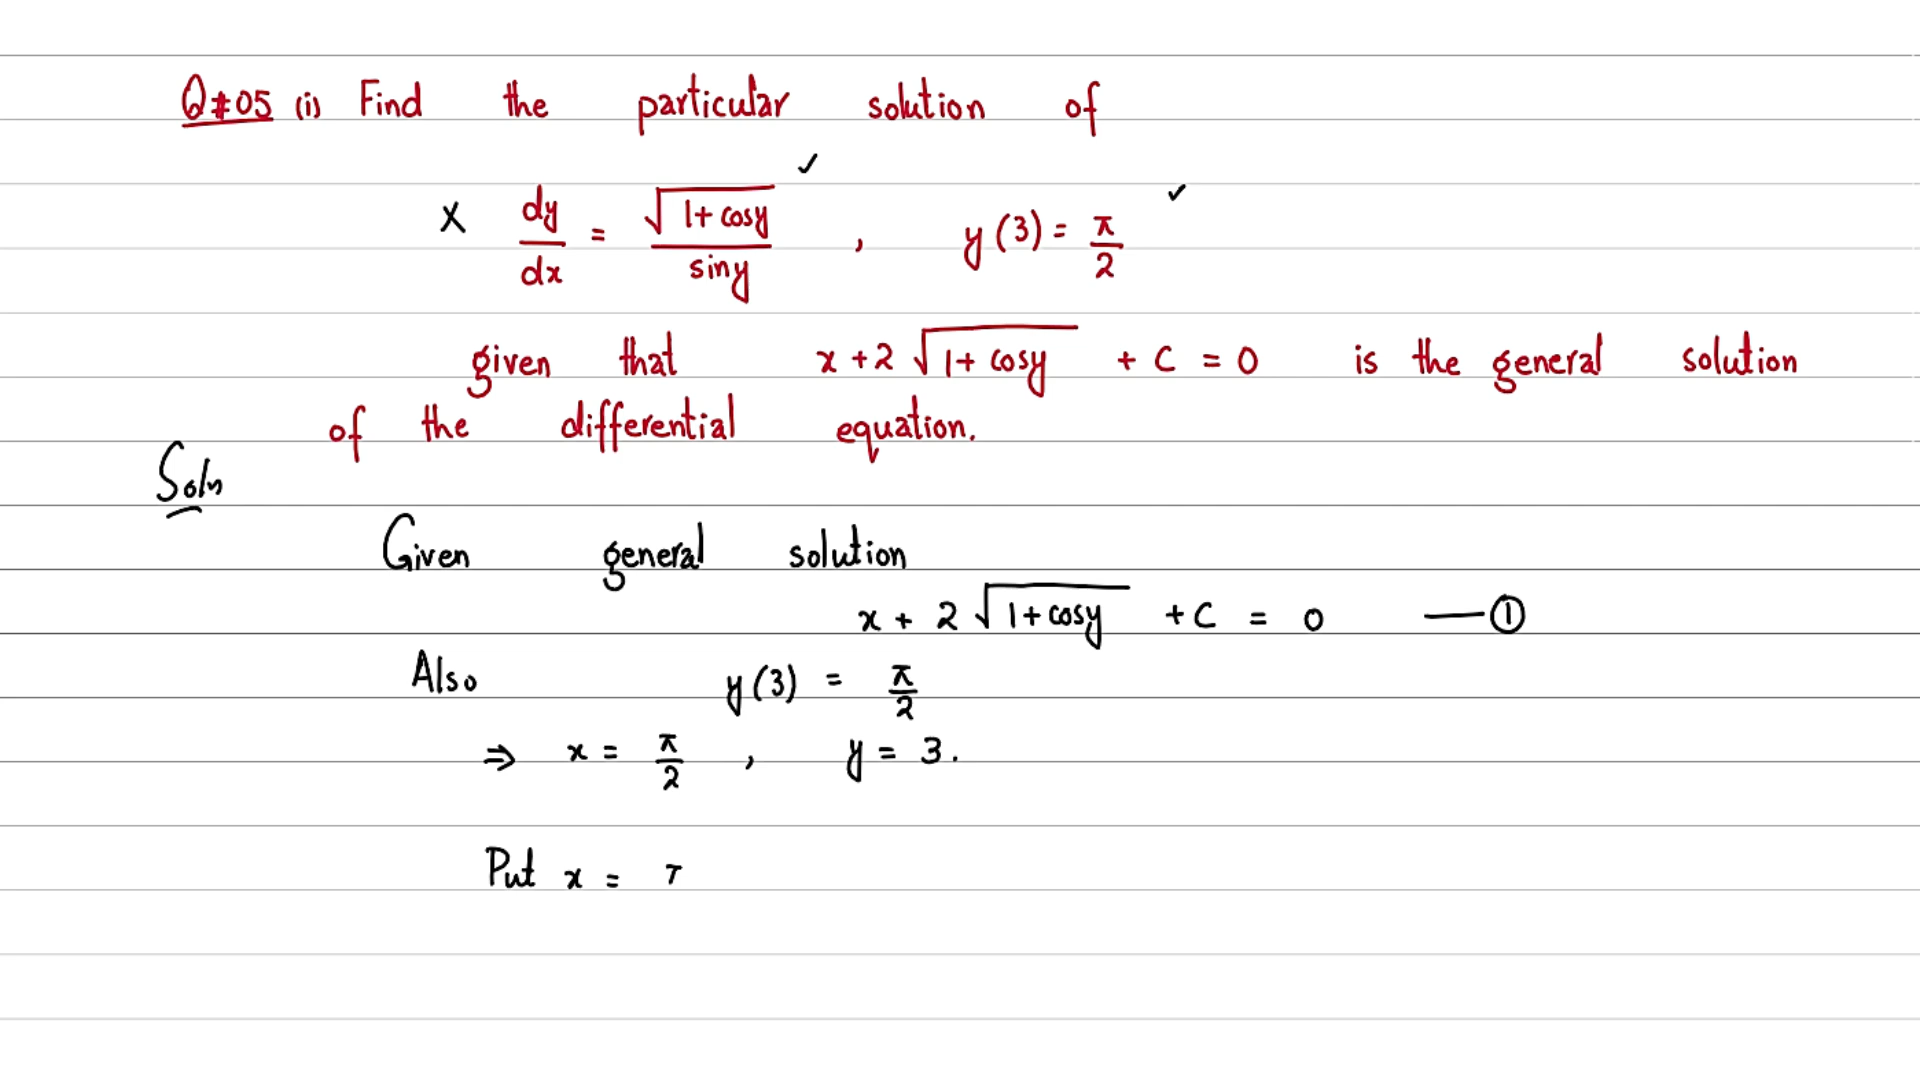 Q#05 (i) Find the particular solution of
x dy/dx = √(1+cosy)/siny , y(3) = π/2
given that x+2√(1+cosy) + C = 0 is the general solution
of the differential equation.
Soln
Given general solution
x + 2√(1+cosy) + C = 0 —①
Also y(3) = π/2
⇒ x = π/2 , y = 3.
Put x =